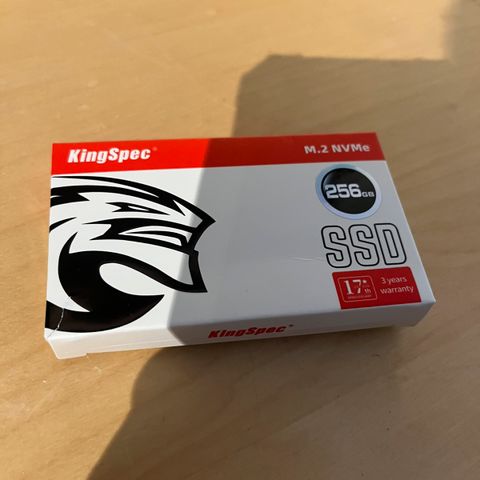 KingSpec®
M.2 NVMe
256GB
SSD
17th
3 years
warranty
KingSpec®